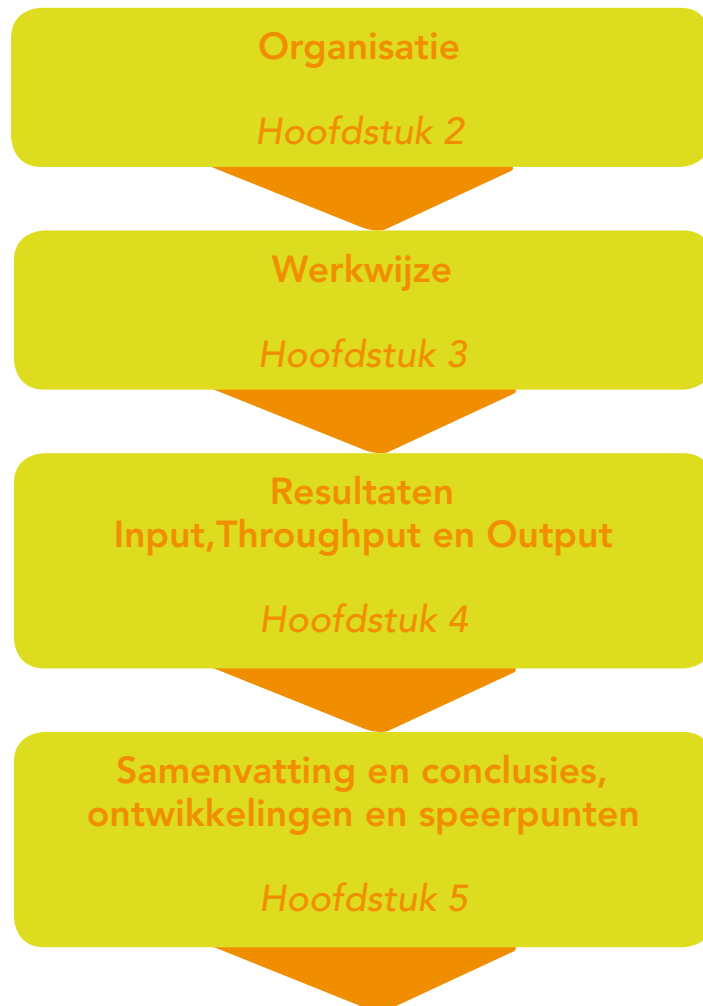 Organisatie
Hoofdstuk 2
Werkwijze
Hoofdstuk 3
Resultaten
Input,Throughput en Output
Hoofdstuk 4
Samenvatting en conclusies,
ontwikkelingen en speerpunten
Hoofdstuk 5